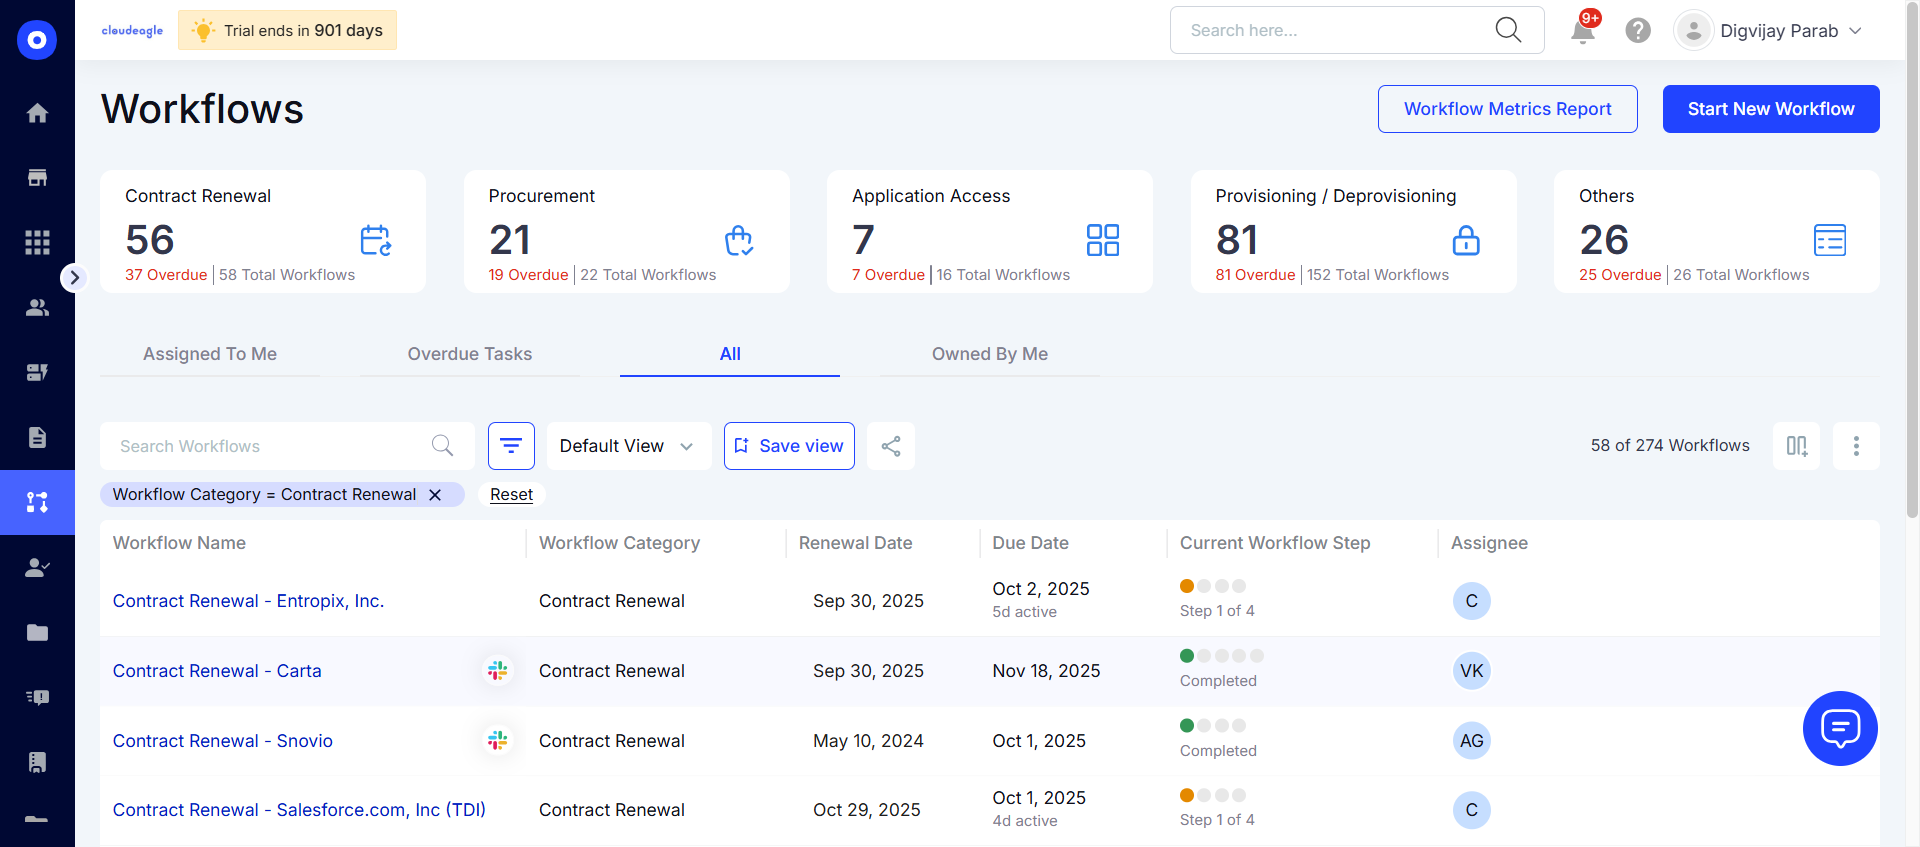 cloudeagle
Trial ends in 901 days
Search here...
9+
Digvijay Parab
Workflows
Workflow Metrics Report
Start New Workflow
Contract Renewal
56
37 Overdue
58 Total Workflows
Procurement
21
19 Overdue
22 Total Workflows
Application Access
7
7 Overdue
16 Total Workflows
Provisioning / Deprovisioning
81
81 Overdue
152 Total Workflows
Others
26
25 Overdue
26 Total Workflows
Assigned To Me
Overdue Tasks
All
Owned By Me
Search Workflows
Default View
Save view
58 of 274 Workflows
Workflow Category = Contract Renewal
Reset
Workflow Name
Workflow Category
Renewal Date
Due Date
Current Workflow Step
Assignee
Contract Renewal - Entropix, Inc.
Contract Renewal
Sep 30, 2025
Oct 2, 2025
5d active
Step 1 of 4
C
Contract Renewal - Carta
Contract Renewal
Sep 30, 2025
Nov 18, 2025
Completed
VK
Contract Renewal - Snovio
Contract Renewal
May 10, 2024
Oct 1, 2025
Completed
AG
Contract Renewal - Salesforce.com, Inc (TDI)
Contract Renewal
Oct 29, 2025
Oct 1, 2025
4d active
Step 1 of 4
C